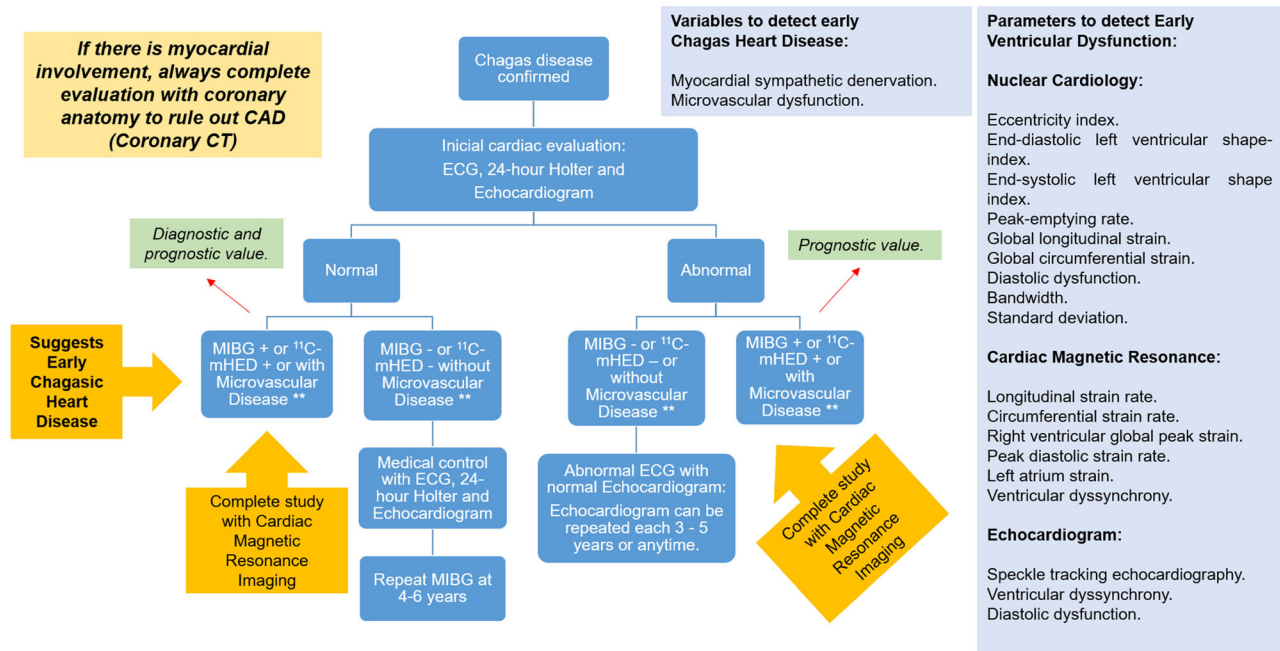 If there is myocardial
involvement, always complete
evaluation with coronary
anatomy to rule out CAD
(Coronary CT)
Chagas disease
confirmed
Variables to detect early
Chagas Heart Disease:
Myocardial sympathetic denervation.
Microvascular dysfunction.
Inicial cardiac evaluation:
ECG, 24-hour Holter and
Echocardiogram
Diagnostic and
prognostic value.
Normal
Abnormal
Prognostic value.
Suggests
Early
Chagasic
Heart
Disease
MIBG + or ¹¹C-
mHED + or with
Microvascular
Disease **
MIBG - or ¹¹C-
mHED - without
Microvascular
Disease **
MIBG - or ¹¹C-
mHED – or
without
Microvascular
Disease **
MIBG + or ¹¹C-
mHED + or
with
Microvascular
Disease **
Complete study
with Cardiac
Magnetic
Resonance
Imaging
Medical control
with ECG, 24-
hour Holter and
Echocardiogram
Repeat MIBG at
4-6 years
Abnormal ECG with
normal Echocardiogram:
Echocardiogram can be
repeated each 3 - 5
years or anytime.
Complete study
with Cardiac
Magnetic
Resonance
Imaging
Parameters to detect Early
Ventricular Dysfunction:
Nuclear Cardiology:
Eccentricity index.
End-diastolic left ventricular shape-
index.
End-systolic left ventricular shape
index.
Peak-emptying rate.
Global longitudinal strain.
Global circumferential strain.
Diastolic dysfunction.
Bandwidth.
Standard deviation.
Cardiac Magnetic Resonance:
Longitudinal strain rate.
Circumferential strain rate.
Right ventricular global peak strain.
Peak diastolic strain rate.
Left atrium strain.
Ventricular dyssynchrony.
Echocardiogram:
Speckle tracking echocardiography.
Ventricular dyssynchrony.
Diastolic dysfunction.